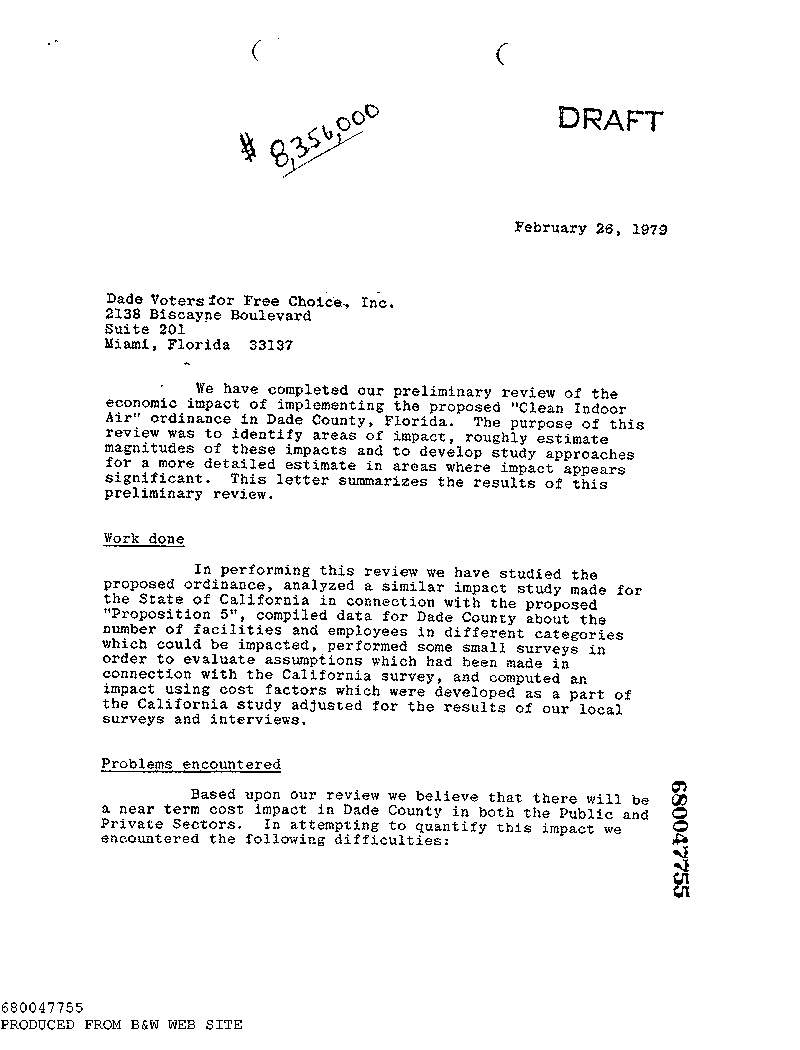 $ 8,356,000
DRAFT
February 26, 1979
Dade Voters for Free Choice, Inc.
2138 Biscayne Boulevard
Suite 201
Miami, Florida 33137
We have completed our preliminary review of the
economic impact of implementing the proposed "Clean Indoor
Air" ordinance in Dade County, Florida. The purpose of this
review was to identify areas of impact, roughly estimate
magnitudes of these impacts and to develop study approaches
for a more detailed estimate in areas where impact appears
significant. This letter summarizes the results of this
preliminary review.
Work done
In performing this review we have studied the
proposed ordinance, analyzed a similar impact study made for
the State of California in connection with the proposed
"Proposition 5", compiled data for Dade County about the
number of facilities and employees in different categories
which could be impacted, performed some small surveys in
order to evaluate assumptions which had been made in
connection with the California survey, and computed an
impact using cost factors which were developed as a part of
the California study adjusted for the results of our local
surveys and interviews.
Problems encountered
Based upon our review we believe that there will be
a near term cost impact in Dade County in both the Public and
Private Sectors. In attempting to quantify this impact we
encountered the following difficulties:
680047755
680047755
PRODUCED FROM B&W WEB SITE